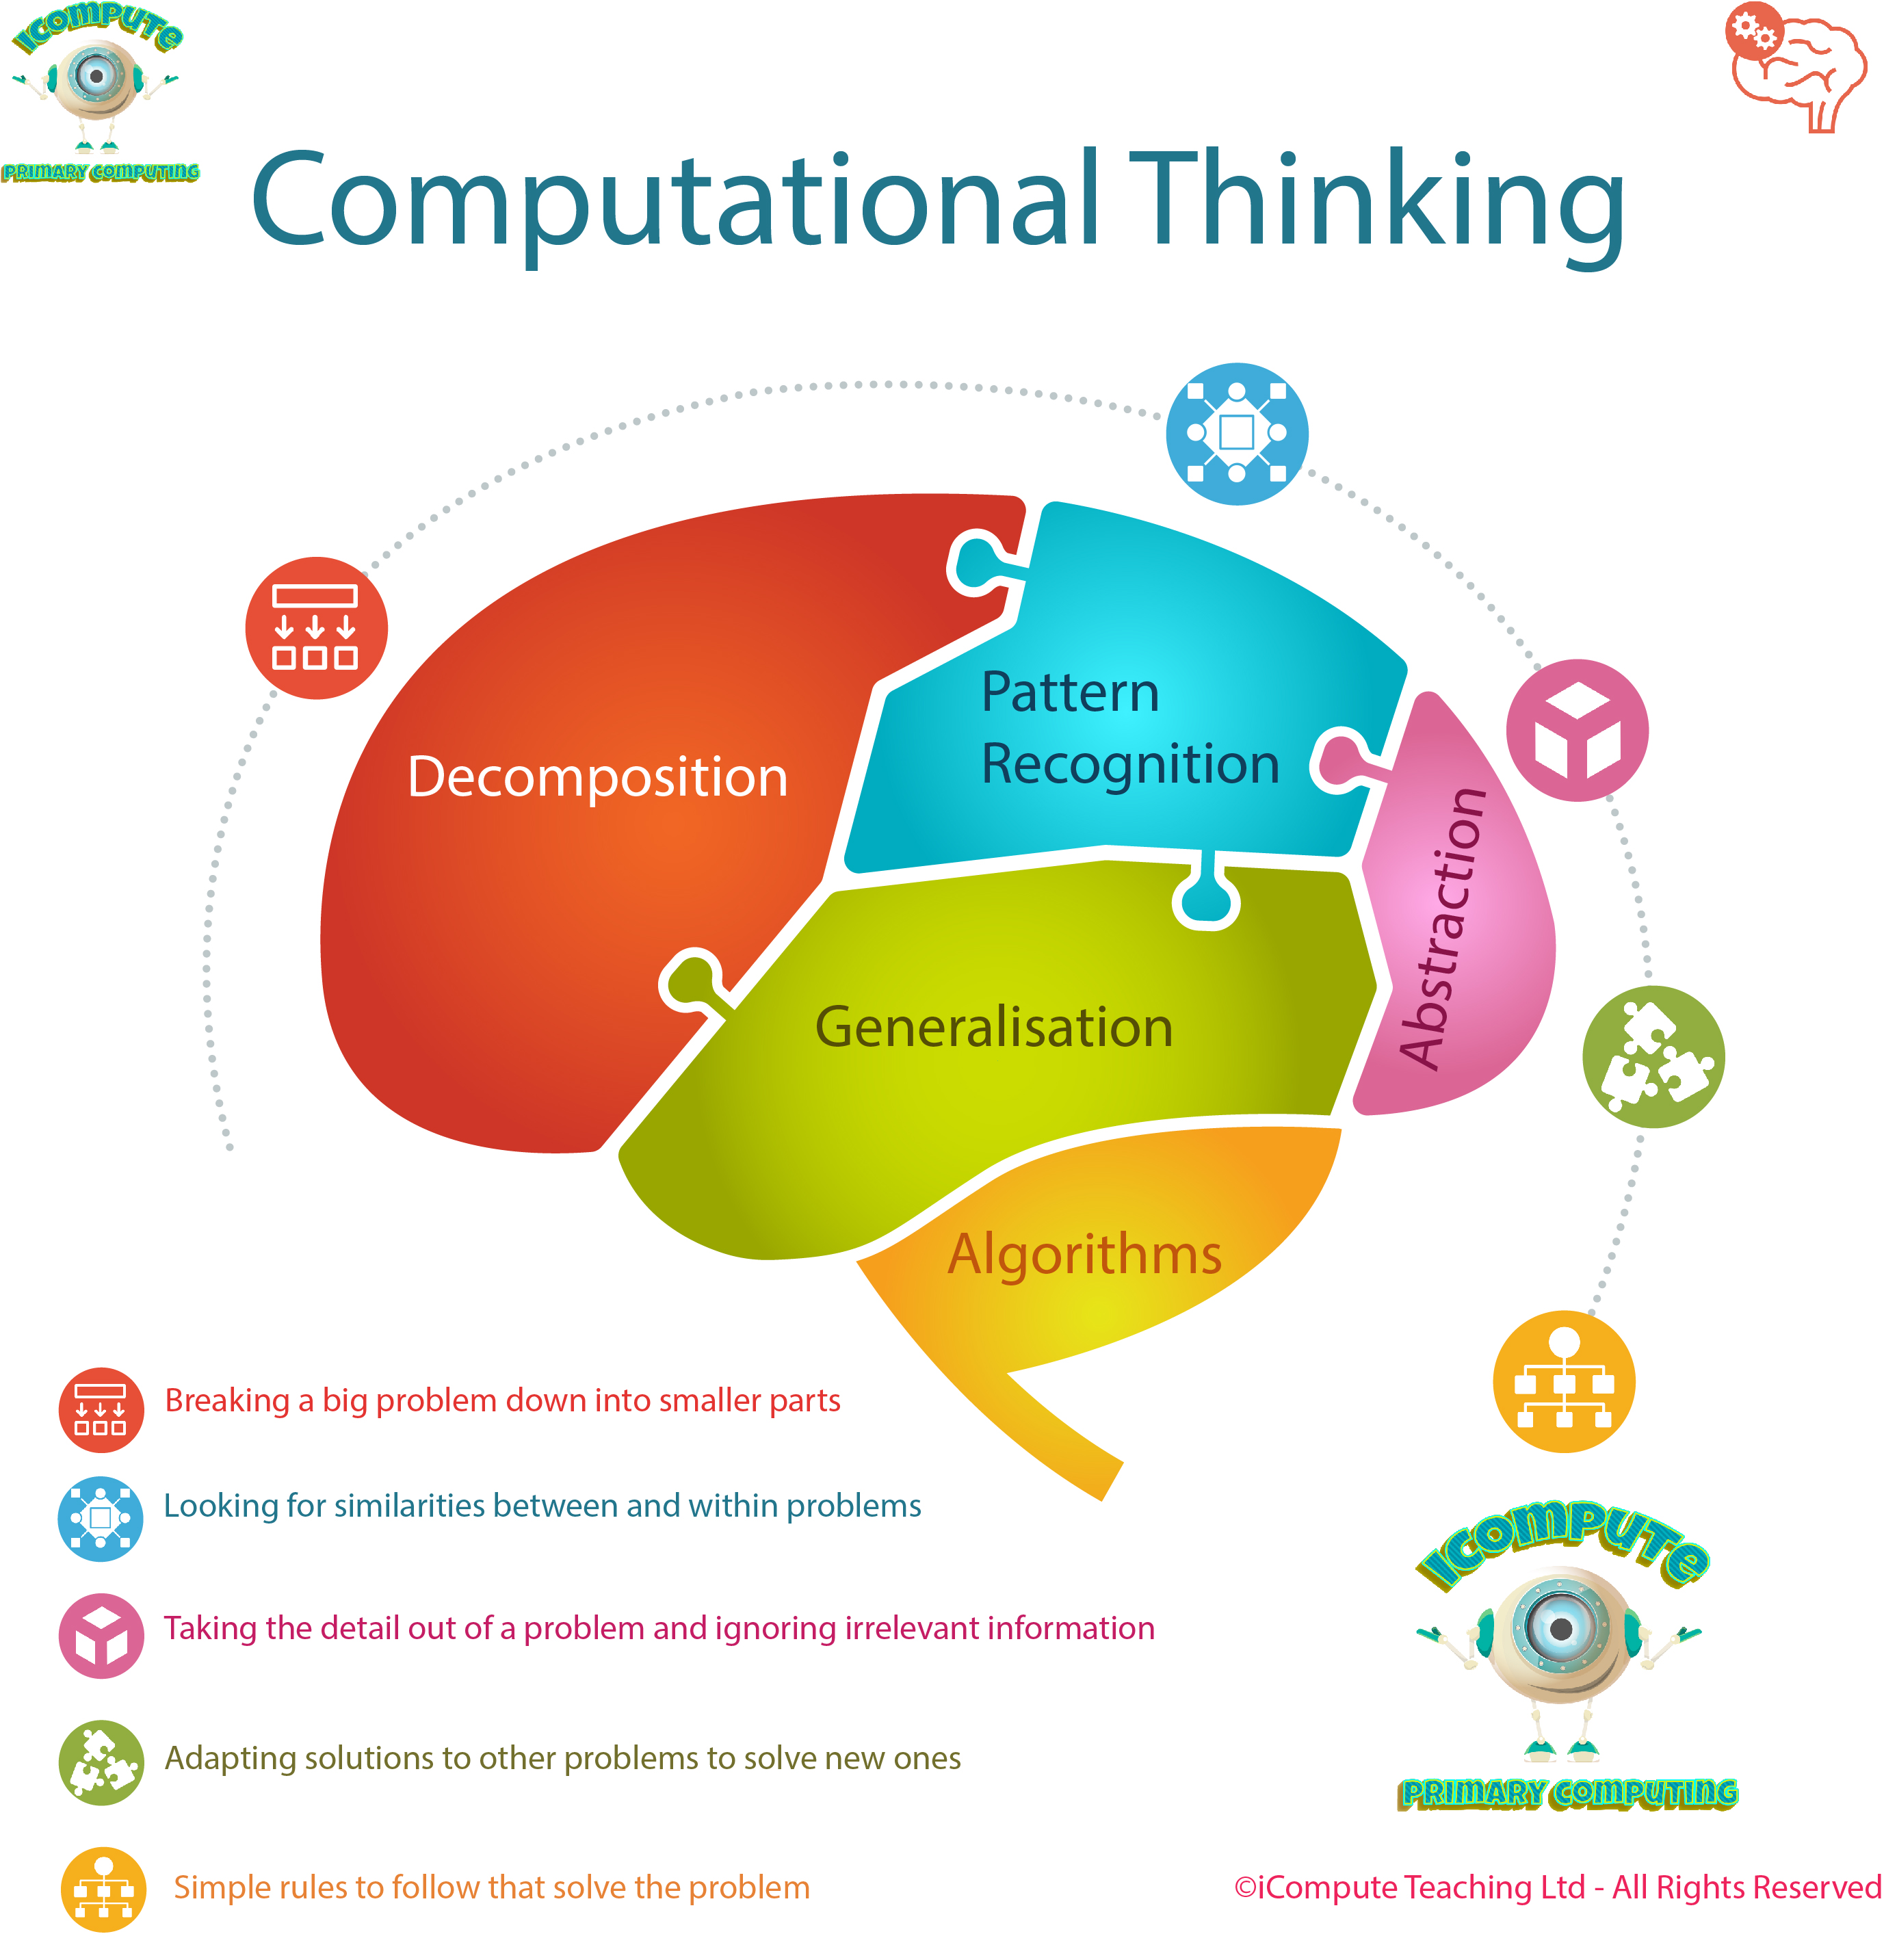 iCOMPUTE
PRIMARY COMPUTING
Computational Thinking
Decomposition
Pattern
Recognition
Abstraction
Generalisation
Algorithms
Breaking a big problem down into smaller parts
Looking for similarities between and within problems
Taking the detail out of a problem and ignoring irrelevant information
Adapting solutions to other problems to solve new ones
Simple rules to follow that solve the problem
iCOMPUTE
PRIMARY COMPUTING
©iCompute Teaching Ltd - All Rights Reserved